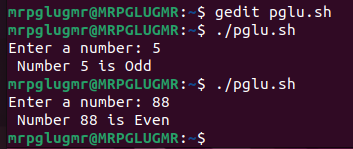 mrpglugmr@MRPGLUGMR:~$ gedit pglu.sh
mrpglugmr@MRPGLUGMR:~$ ./pglu.sh
Enter a number: 5
 Number 5 is Odd
mrpglugmr@MRPGLUGMR:~$ ./pglu.sh
Enter a number: 88
 Number 88 is Even
mrpglugmr@MRPGLUGMR:~$